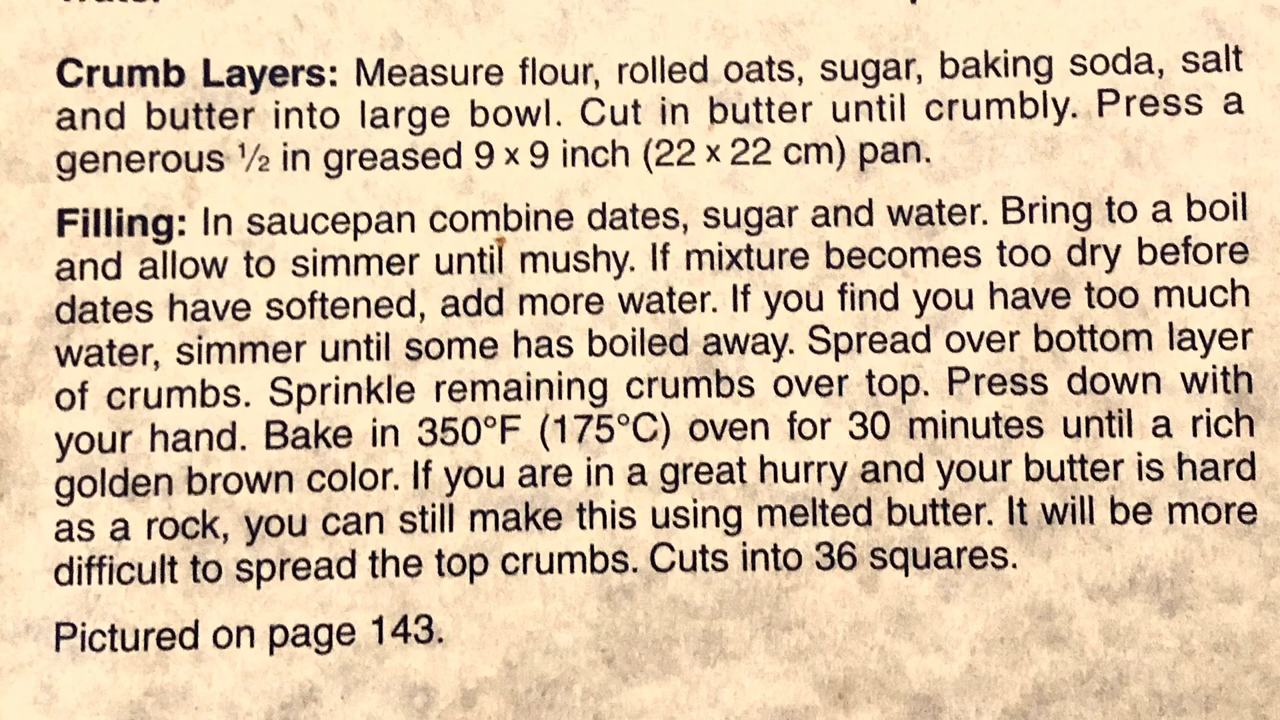 Crumb Layers: Measure flour, rolled oats, sugar, baking soda, salt
and butter into large bowl. Cut in butter until crumbly. Press a
generous ½ in greased 9 x 9 inch (22 x 22 cm) pan.
Filling: In saucepan combine dates, sugar and water. Bring to a boil
and allow to simmer until mushy. If mixture becomes too dry before
dates have softened, add more water. If you find you have too much
water, simmer until some has boiled away. Spread over bottom layer
of crumbs. Sprinkle remaining crumbs over top. Press down with
your hand. Bake in 350°F (175°C) oven for 30 minutes until a rich
golden brown color. If you are in a great hurry and your butter is hard
as a rock, you can still make this using melted butter. It will be more
difficult to spread the top crumbs. Cuts into 36 squares.
Pictured on page 143.